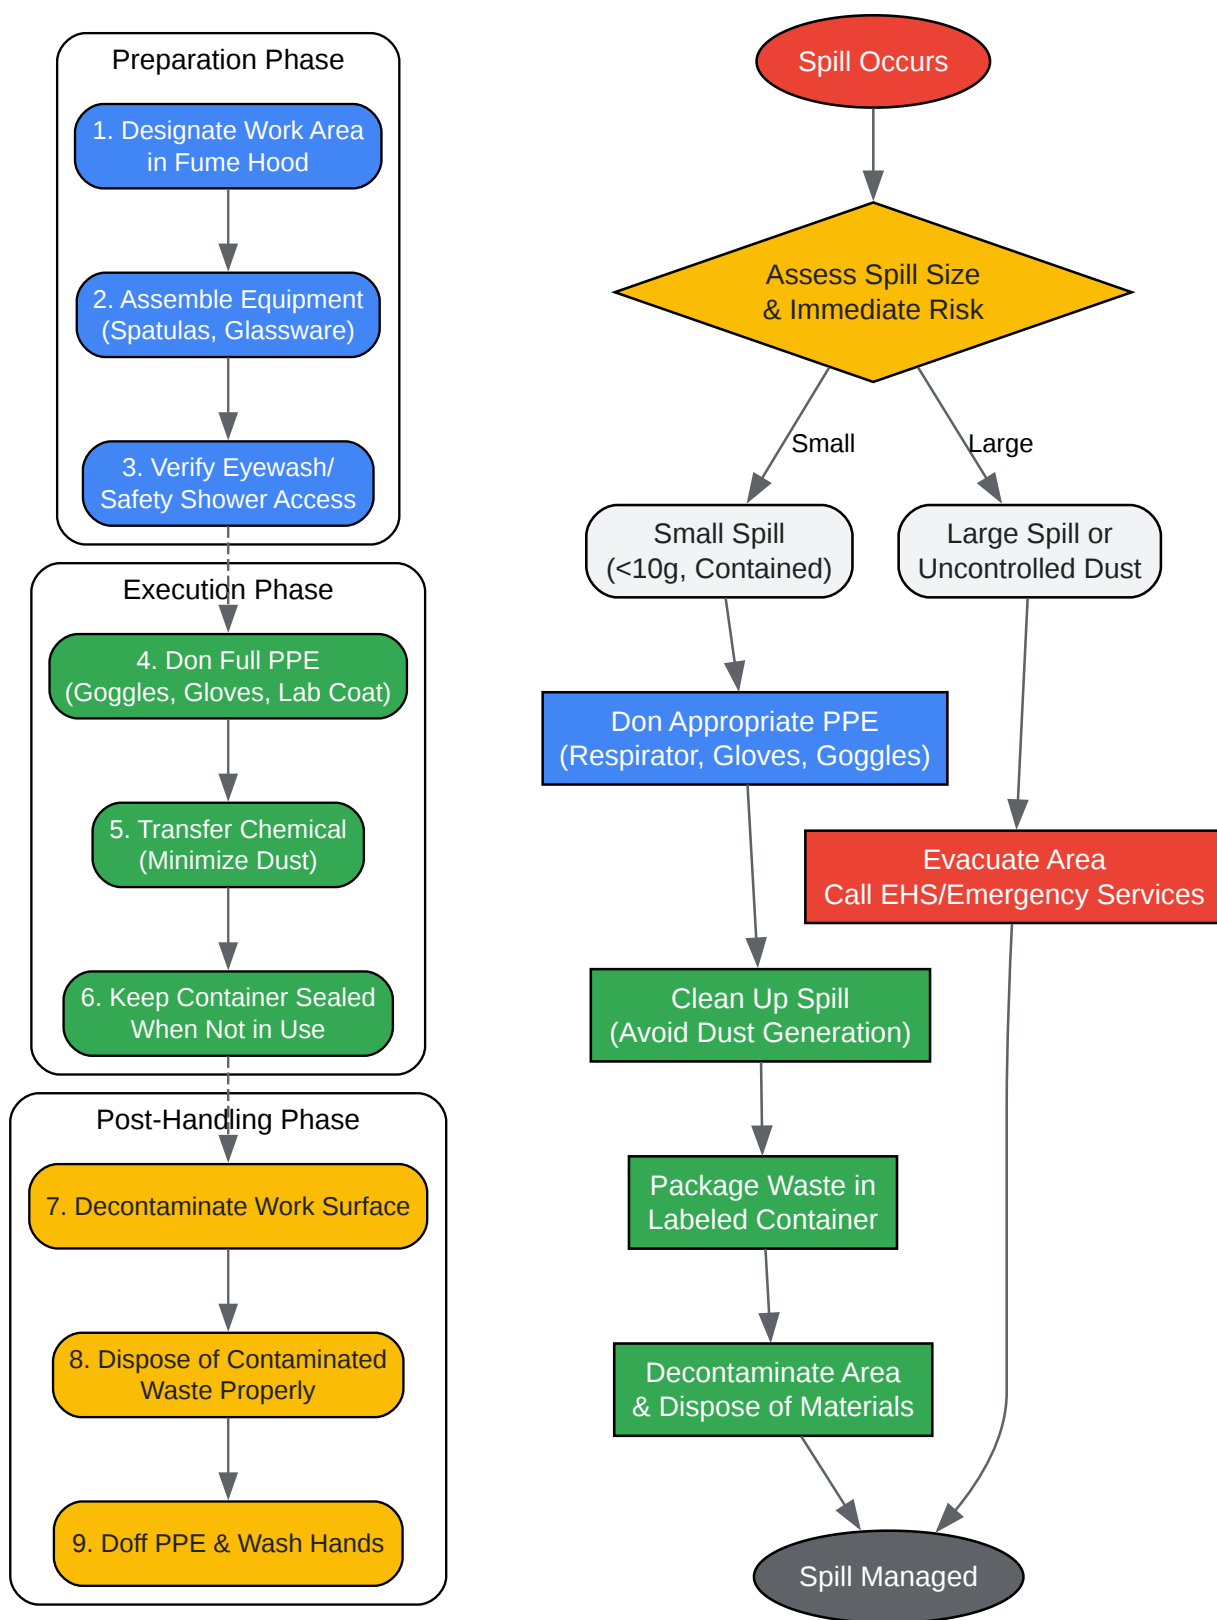 Preparation Phase
1. Designate Work Area
in Fume Hood
2. Assemble Equipment
(Spatulas, Glassware)
3. Verify Eyewash/
Safety Shower Access
Execution Phase
4. Don Full PPE
(Goggles, Gloves, Lab Coat)
5. Transfer Chemical
(Minimize Dust)
6. Keep Container Sealed
When Not in Use
Post-Handling Phase
7. Decontaminate Work Surface
8. Dispose of Contaminated
Waste Properly
9. Doff PPE & Wash Hands
Spill Occurs
Assess Spill Size
& Immediate Risk
Small
Large
Small Spill
(<10g, Contained)
Large Spill or
Uncontrolled Dust
Don Appropriate PPE
(Respirator, Gloves, Goggles)
Evacuate Area
Call EHS/Emergency Services
Clean Up Spill
(Avoid Dust Generation)
Package Waste in
Labeled Container
Decontaminate Area
& Dispose of Materials
Spill Managed